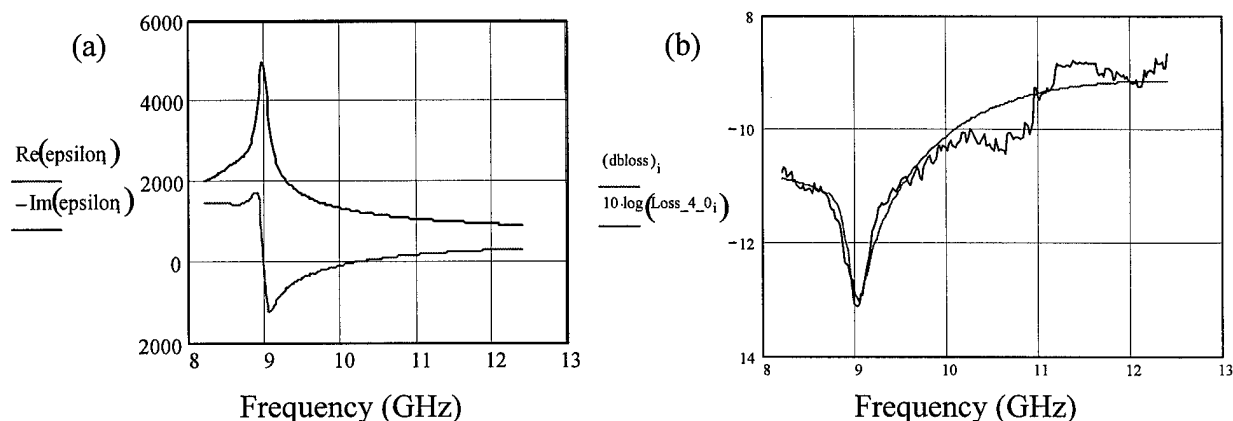 (a)
6000
4000
2000
0
2000
Re(epsilon)
-Im(epsilon)
8 9 10 11 12 13
Frequency (GHz)
(b)
8
-10
-12
14
(dbloss)i
10·log(Loss_4_0i)
8 9 10 11 12 13
Frequency (GHz)